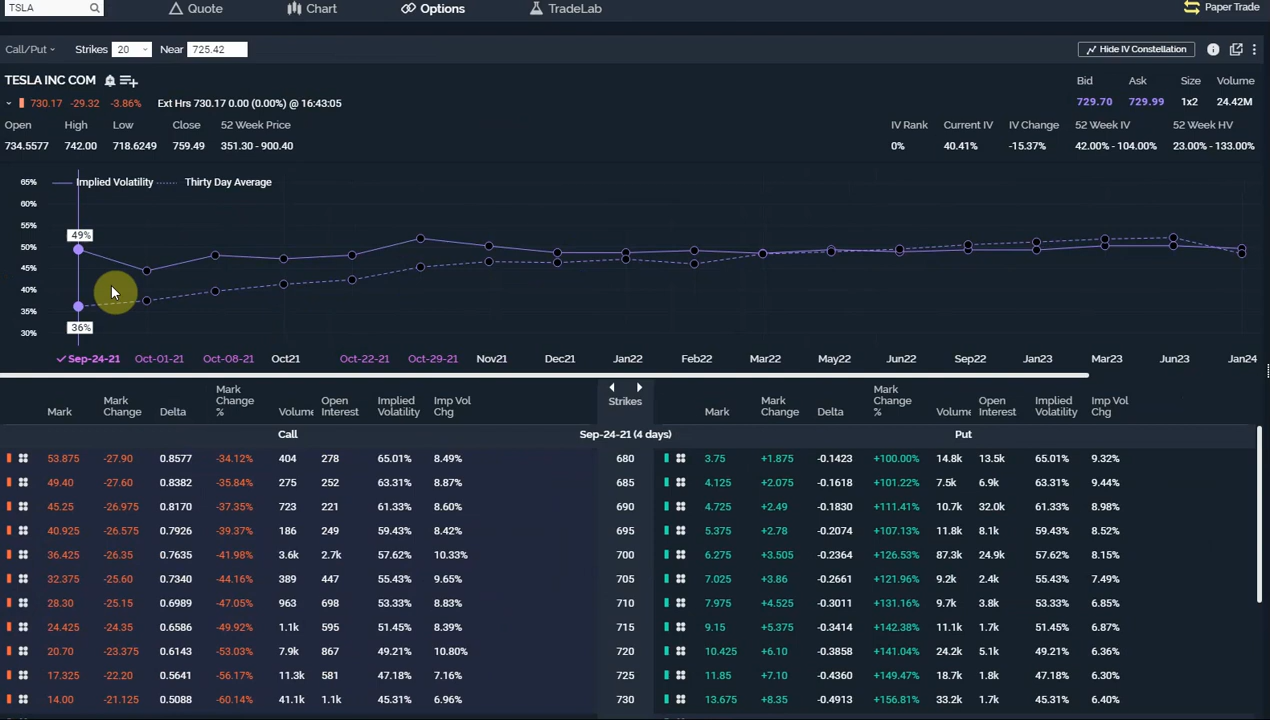 TSLA Quote Chart Options TradeLab Paper Trade
Call/Put Strikes 20 Near 725.42 Hide IV Constellation
TESLA INC COM Bid Ask Size Volume
730.17 -29.32 -3.86% Ext Hrs 730.17 0.00 (0.00%) @ 16:43:05 729.70 729.99 1x2 24.42M
Open High Low Close 52 Week Price IV Rank Current IV IV Change 52 Week IV 52 Week HV
734.5577 742.00 718.6249 759.49 351.30 - 900.40 0% 40.41% -15.37% 42.00% - 104.00% 23.00% - 133.00%
65% Implied Volatility Thirty Day Average
60%
55%
49%
50%
45%
40%
35%
36%
30%
Sep-24-21 Oct-01-21 Oct-08-21 Oct21 Oct-22-21 Oct-29-21 Nov21 Dec21 Jan22 Feb22 Mar22 May22 Jun22 Sep22 Jan23 Mar23 Jun23 Jan24
Mark Mark Change Delta Mark Change % Volume Open Interest Implied Volatility Imp Vol Chg Strikes Mark Mark Change Delta Mark Change % Volume Open Interest Implied Volatility Imp Vol Chg
Call Sep-24-21 (4 days) Put
53.875 -27.90 0.8577 -34.12% 404 278 65.01% 8.49% 680 3.75 +1.875 -0.1423 +100.00% 14.8k 13.5k 65.01% 9.32%
49.40 -27.60 0.8382 -35.84% 275 252 63.31% 8.87% 685 4.125 +2.075 -0.1618 +101.22% 7.5k 6.9k 63.31% 9.44%
45.25 -26.975 0.8170 -37.35% 723 221 61.33% 8.60% 690 4.725 +2.49 -0.1830 +111.41% 10.7k 32.0k 61.33% 8.98%
40.925 -26.575 0.7926 -39.37% 186 249 59.43% 8.42% 695 5.375 +2.78 -0.2074 +107.13% 11.8k 8.1k 59.43% 8.52%
36.425 -26.35 0.7635 -41.98% 3.6k 2.7k 57.62% 10.33% 700 6.275 +3.505 -0.2364 +126.53% 87.3k 24.9k 57.62% 8.15%
32.375 -25.60 0.7340 -44.16% 389 447 55.43% 9.65% 705 7.025 +3.86 -0.2661 +121.96% 9.2k 2.4k 55.43% 7.49%
28.30 -25.15 0.6989 -47.05% 963 698 53.33% 8.83% 710 7.975 +4.525 -0.3011 +131.16% 9.7k 3.8k 53.33% 6.85%
24.425 -24.35 0.6586 -49.92% 1.1k 595 51.45% 8.39% 715 9.15 +5.375 -0.3414 +142.38% 11.1k 1.7k 51.45% 6.87%
20.70 -23.375 0.6143 -53.03% 7.9k 867 49.21% 10.80% 720 10.425 +6.10 -0.3858 +141.04% 24.2k 5.1k 49.21% 6.36%
17.325 -22.20 0.5641 -56.17% 11.3k 581 47.18% 7.16% 725 11.85 +7.10 -0.4360 +149.47% 18.7k 1.8k 47.18% 6.30%
14.00 -21.125 0.5088 -60.14% 41.1k 1.1k 45.31% 6.96% 730 13.675 +8.35 -0.4913 +156.81% 33.2k 1.7k 45.31% 6.40%